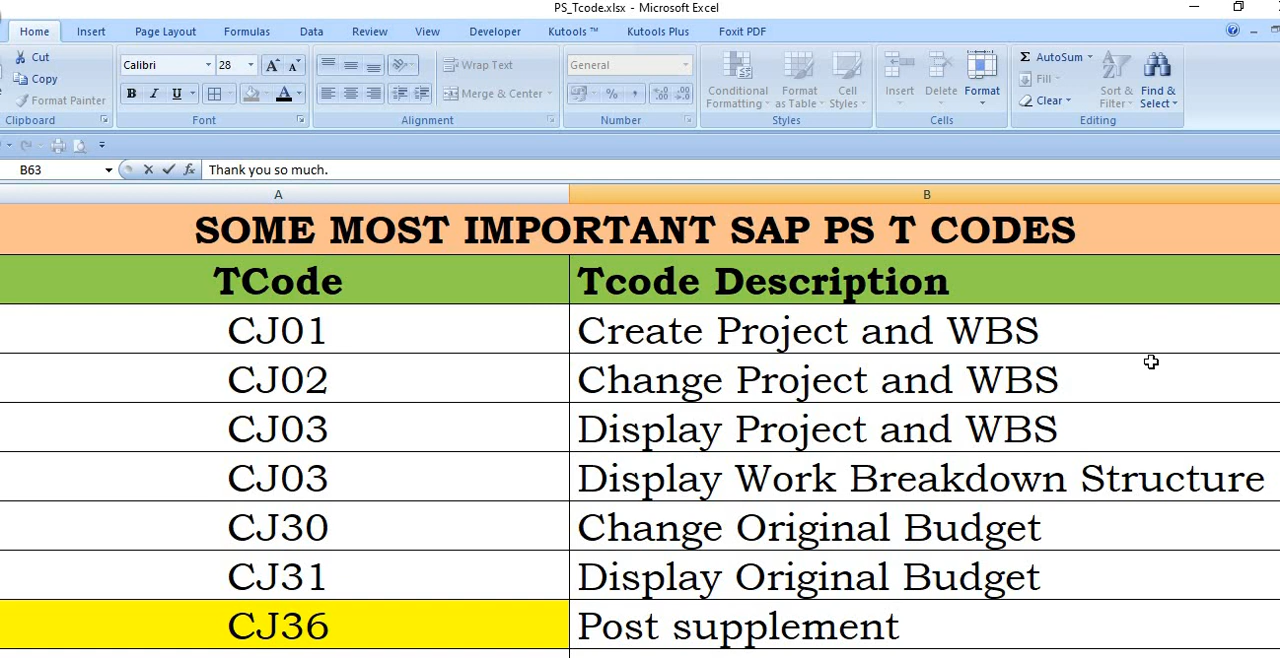 PS_Tcode.xlsx - Microsoft Excel
Home Insert Page Layout Formulas Data Review View Developer Kutools ™ Kutools Plus Foxit PDF
Cut
Copy
Format Painter
Clipboard
Calibri 28 A A
B I U A
Font
Wrap Text
Merge & Center
Alignment
General
% ,
Number
Conditional Formatting
Format as Table
Cell Styles
Styles
Insert Delete Format
Cells
Σ AutoSum
Fill
Clear
Sort & Filter
Find & Select
Editing
B63 fx Thank you so much.
A B
SOME MOST IMPORTANT SAP PS T CODES
TCode Tcode Description
CJ01 Create Project and WBS
CJ02 Change Project and WBS
CJ03 Display Project and WBS
CJ03 Display Work Breakdown Structure
CJ30 Change Original Budget
CJ31 Display Original Budget
CJ36 Post supplement